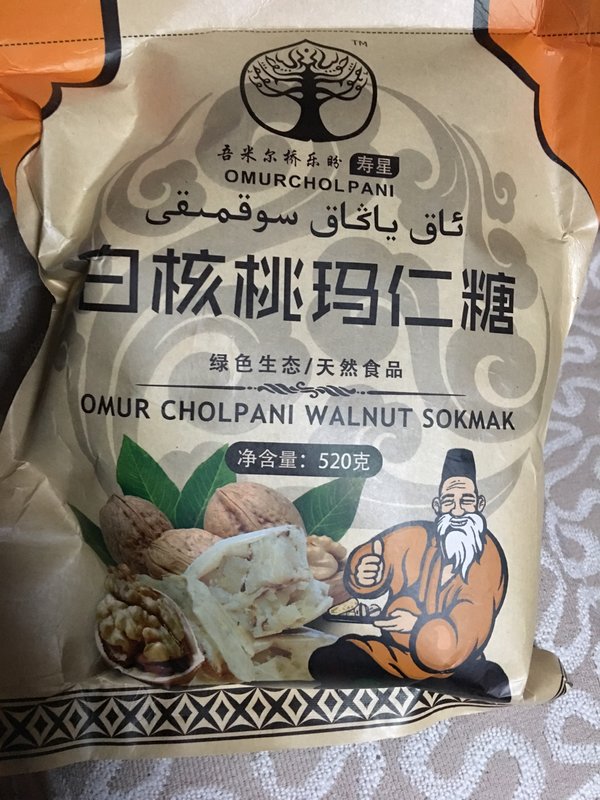 TM
吾米尔桥乐盼 寿星
OMURCHOLPANI
ئاق ياڭاق سوقمىقى
白核桃玛仁糖
绿色生态/天然食品
OMUR CHOLPANI WALNUT SOKMAK
净含量：520克